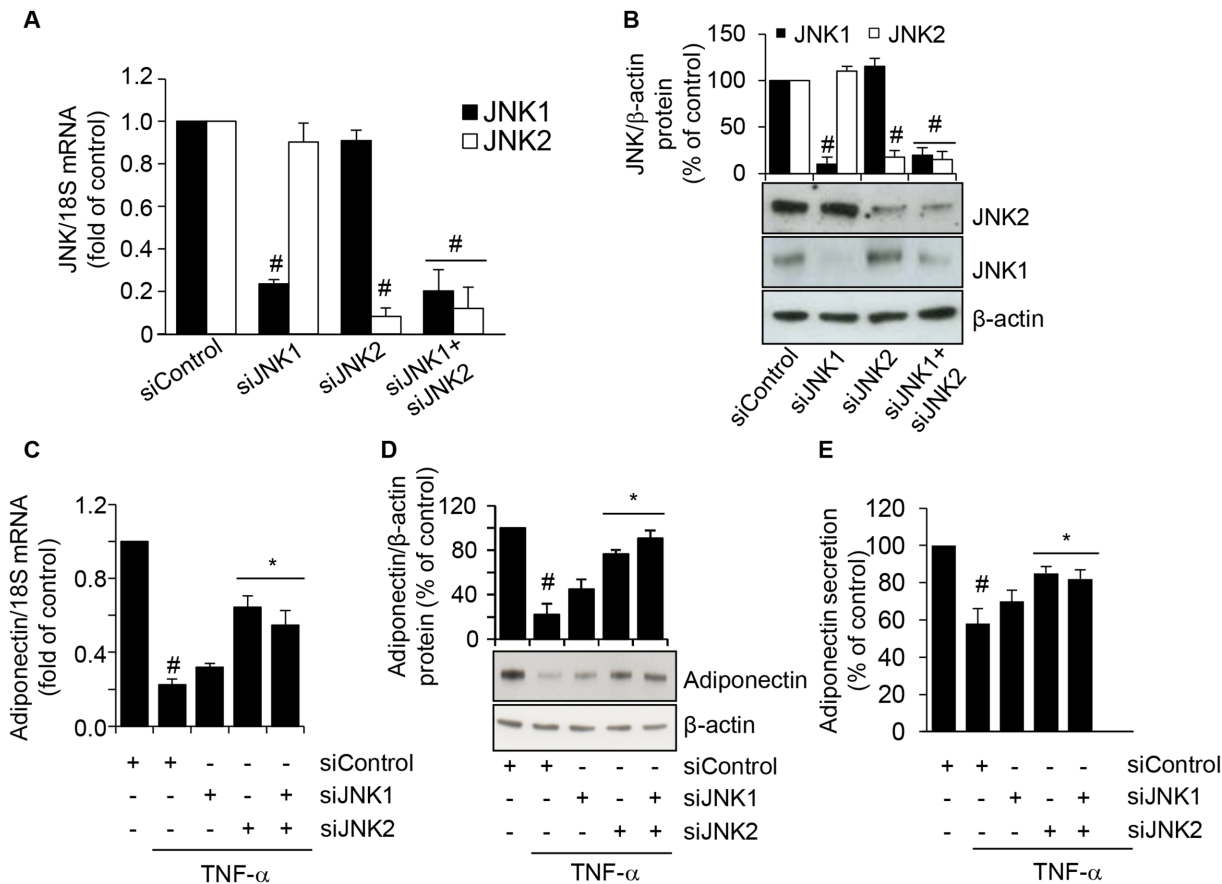 A
JNK/18S mRNA
(fold of control)
1.2
1.0
0.8
0.6
0.4
0.2
0
JNK1
JNK2
#
#
#
siControl
siJNK1
siJNK2
siJNK1+
siJNK2
B
JNK/β-actin
protein
(% of control)
150
100
50
0
JNK1
JNK2
#
#
#
JNK2
JNK1
β-actin
siControl
siJNK1
siJNK2
siJNK1+
siJNK2
C
Adiponectin/18S mRNA
(fold of control)
1.2
0.8
0.4
0.0
#
*
+ + - - - siControl
- - + - + siJNK1
- - - + + siJNK2
TNF-α
D
Adiponectin/β-actin
protein (% of control)
120
80
40
0
#
*
Adiponectin
β-actin
+ + - - - siControl
- - + - + siJNK1
- - - + + siJNK2
TNF-α
E
Adiponectin secretion
(% of control)
120
100
80
60
40
20
0
#
*
+ + - - - siControl
- - + - + siJNK1
- - - + + siJNK2
TNF-α